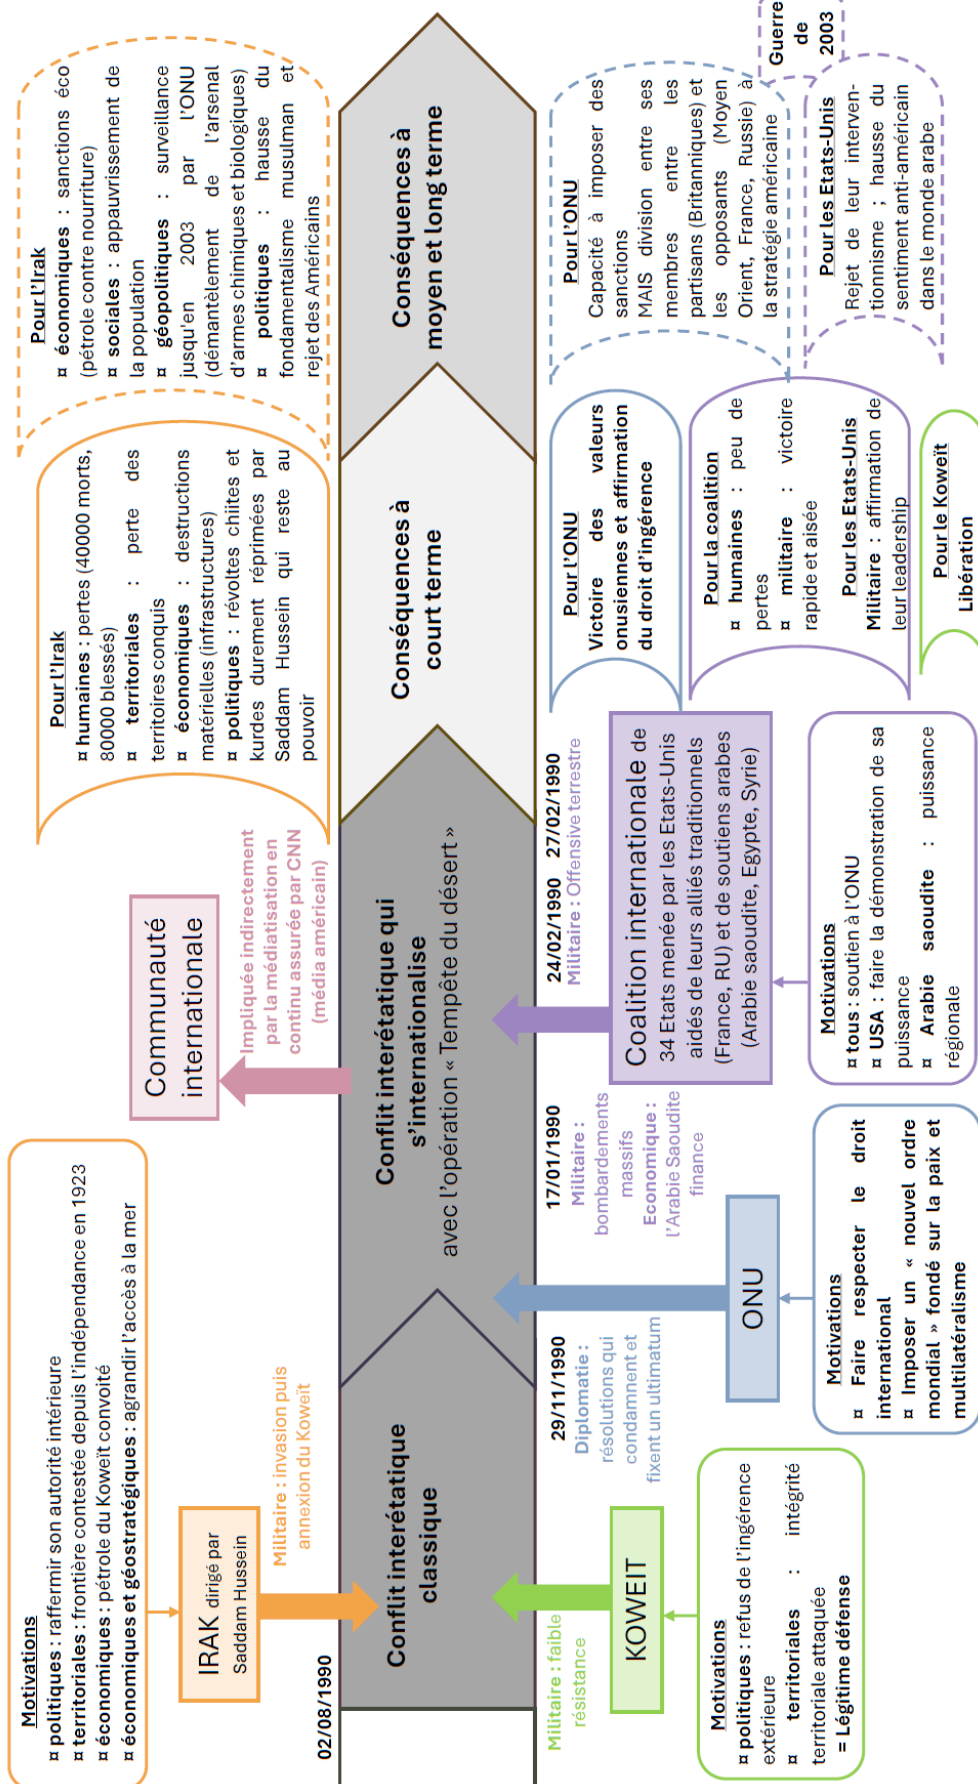 Motivations
¤ politiques : raffermir son autorité intérieure
¤ territoriales : frontière contestée depuis l'indépendance en 1923
¤ économiques : pétrole du Koweït convoité
¤ économiques et géostratégiques : agrandir l'accès à la mer
IRAK dirigé par
Saddam Hussein
Militaire : invasion puis
annexion du Koweït
02/08/1990
Communauté
internationale
Impliquée indirectement
par la médiatisation en
continu assurée par CNN
(média américain)
Pour l'Irak
¤ humaines : pertes (40000 morts,
80000 blessés)
¤ territoriales : perte des
territoires conquis
¤ économiques : destructions
matérielles (infrastructures)
¤ politiques : révoltes chiites et
kurdes durement réprimées par
Saddam Hussein qui reste au
pouvoir
Pour l'Irak
¤ économiques : sanctions éco
(pétrole contre nourriture)
¤ sociales : appauvrissement de
la population
¤ géopolitiques : surveillance
jusqu'en 2003 par l'ONU
(démantèlement de l'arsenal
d'armes chimiques et biologiques)
¤ politiques : hausse du
fondamentalisme musulman et
rejet des Américains
Conflit interétatique
classique
Conflit interétatique qui
s'internationalise
avec l'opération « Tempête du désert »
Conséquences à
court terme
Conséquences à
moyen et long terme
Militaire : faible
résistance
KOWEIT
Motivations
¤ politiques : refus de l'ingérence
extérieure
¤ territoriales : intégrité
territoriale attaquée
= Légitime défense
29/11/1990
Diplomatie :
résolutions qui
condamnent et
fixent un ultimatum
ONU
Motivations
¤ Faire respecter le droit
international
¤ Imposer un « nouvel ordre
mondial » fondé sur la paix et
multilatéralisme
17/01/1990
Militaire :
bombardements
massifs
Economique :
l'Arabie Saoudite
finance
24/02/1990 27/02/1990
Militaire : Offensive terrestre
Coalition internationale de
34 Etats menée par les Etats-Unis
aidés de leurs alliés traditionnels
(France, RU) et de soutiens arabes
(Arabie saoudite, Egypte, Syrie)
Motivations
¤ tous : soutien à l'ONU
¤ USA : faire la démonstration de sa
puissance
¤ Arabie saoudite : puissance
régionale
Pour l'ONU
Victoire des valeurs
onusiennes et affirmation
du droit d'ingérence
Pour la coalition
¤ humaines : peu de
pertes
¤ militaire : victoire
rapide et aisée
Pour les Etats-Unis
Militaire : affirmation de
leur leadership
Pour le Koweït
Libération
Pour l'ONU
Capacité à imposer des
sanctions
MAIS division entre ses
membres entre les
partisans (Britanniques) et
les opposants (Moyen
Orient, France, Russie) à
la stratégie américaine
Pour les Etats-Unis
Rejet de leur interven-
tionnisme ; hausse du
sentiment anti-américain
dans le monde arabe
Guerre
de
2003